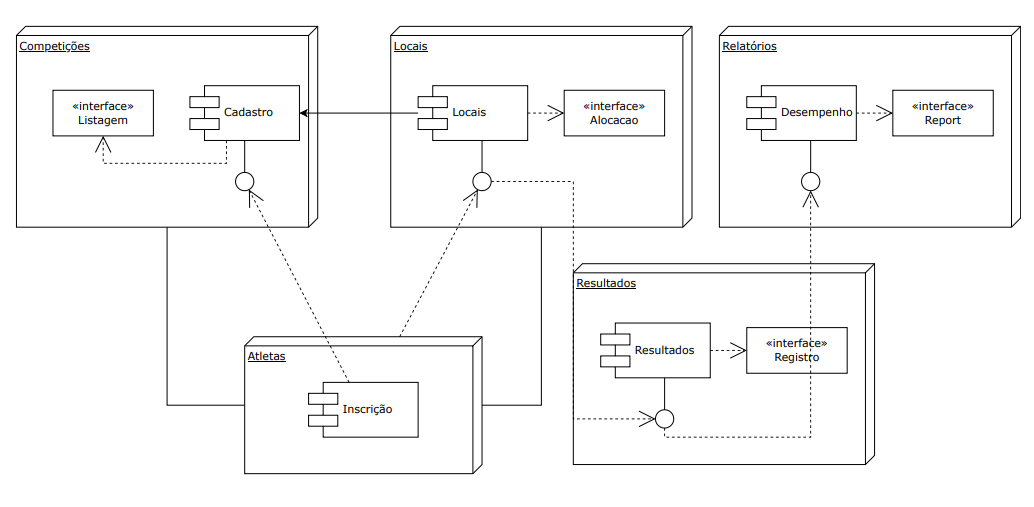 Competições
«interface»
Listagem
Cadastro
Locais
Locais
«interface»
Alocacao
Relatórios
Desempenho
«interface»
Report
Resultados
Resultados
«interface»
Registro
Atletas
Inscrição